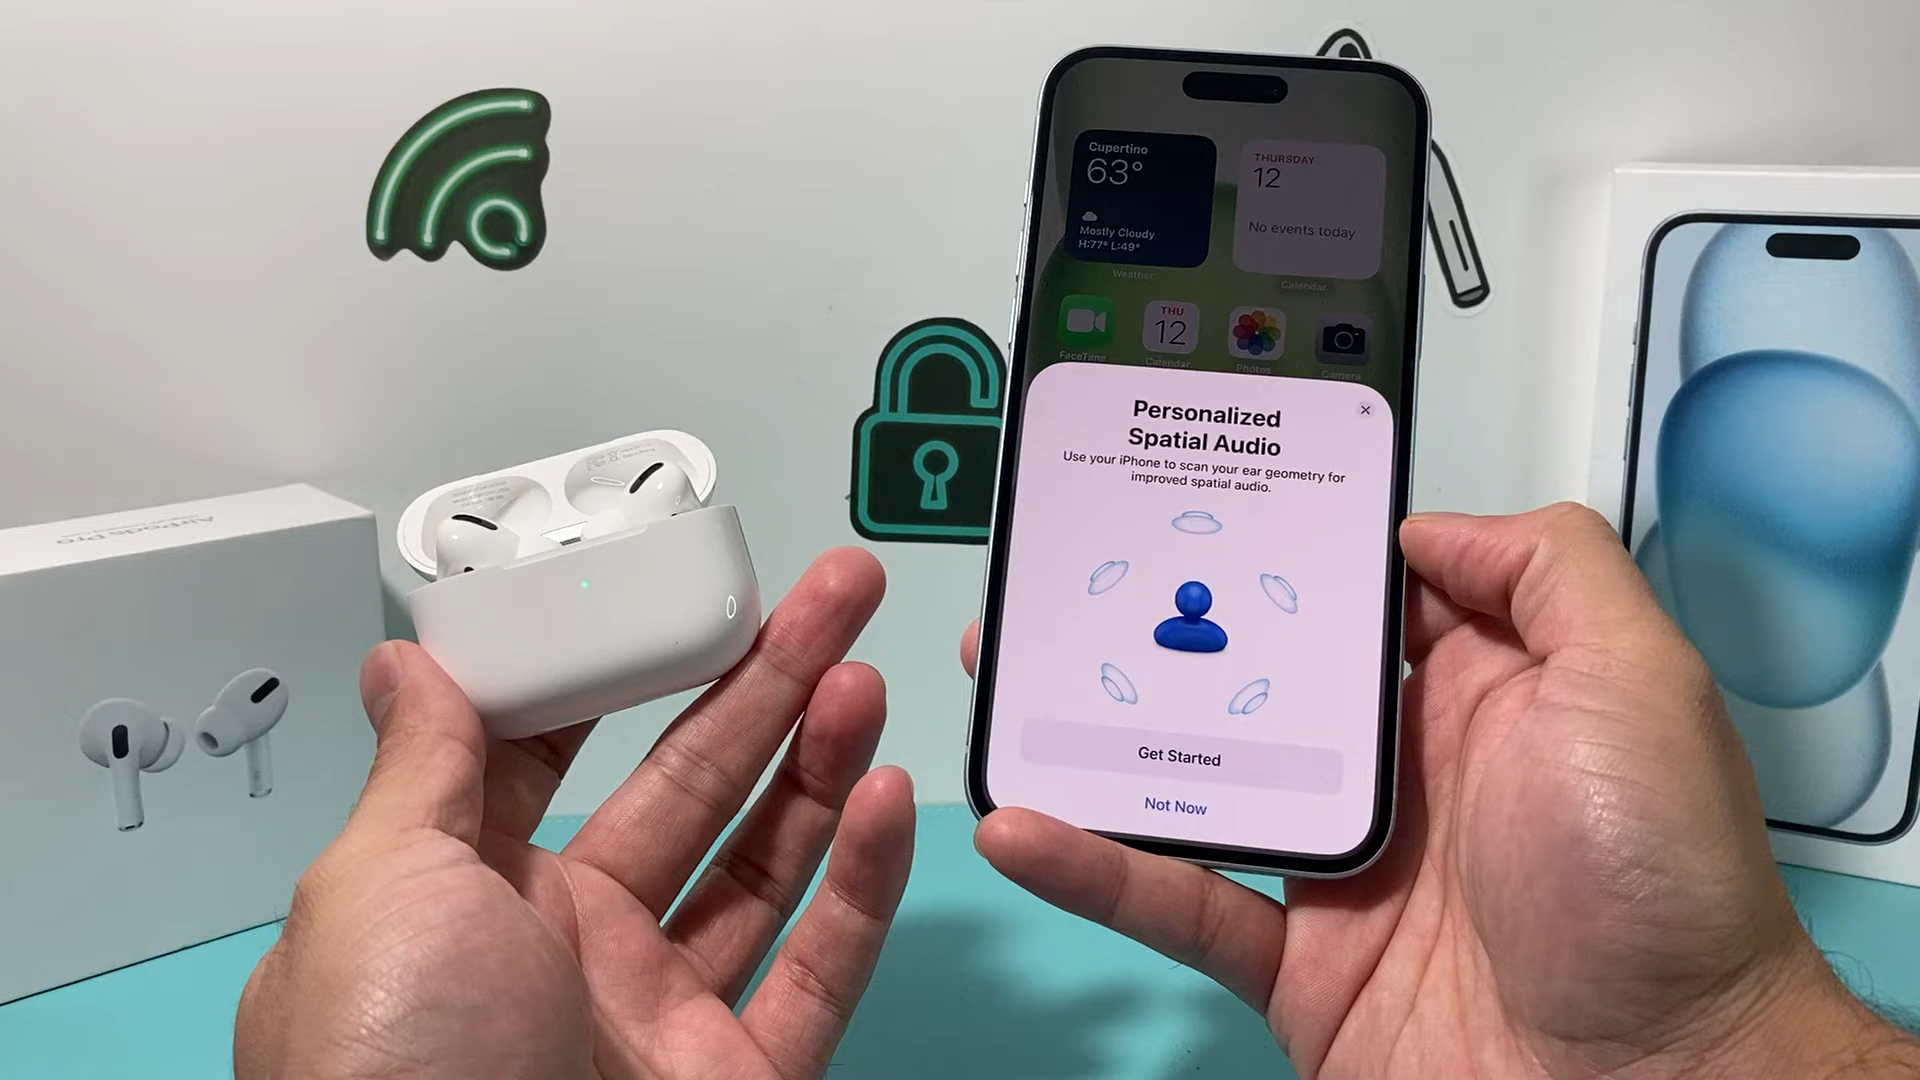 AirPods Pro
Cupertino
63°
Mostly Cloudy
H:77° L:49°
Weather
THURSDAY
12
No events today
Calendar
FaceTime
THU
12
Calendar
Photos
Camera
Personalized
Spatial Audio
Use your iPhone to scan your ear geometry for
improved spatial audio.
Get Started
Not Now